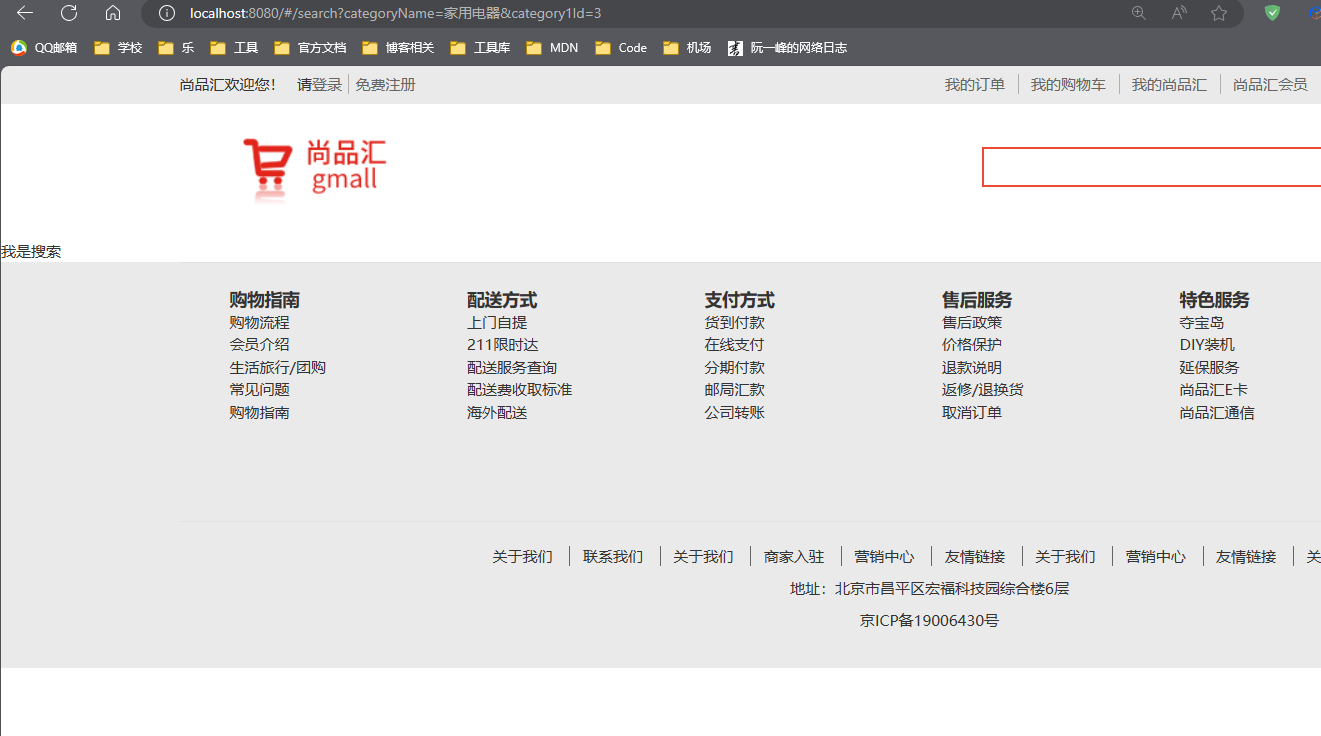 localhost:8080/#/search?categoryName=家用电器&category1Id=3
QQ邮箱 学校 乐 工具 官方文档 博客相关 工具库 MDN Code 机场 阮一峰的网络日志
尚品汇欢迎您! 请登录 免费注册 我的订单 我的购物车 我的尚品汇 尚品汇会员
尚品汇
gmall
我是搜索
购物指南 配送方式 支付方式 售后服务 特色服务
购物流程 上门自提 货到付款 售后政策 夺宝岛
会员介绍 211限时达 在线支付 价格保护 DIY装机
生活旅行/团购 配送服务查询 分期付款 退款说明 延保服务
常见问题 配送费收取标准 邮局汇款 返修/退换货 尚品汇E卡
购物指南 海外配送 公司转账 取消订单 尚品汇通信
关于我们 联系我们 关于我们 商家入驻 营销中心 友情链接 关于我们 营销中心 友情链接 关
地址：北京市昌平区宏福科技园综合楼6层
京ICP备19006430号